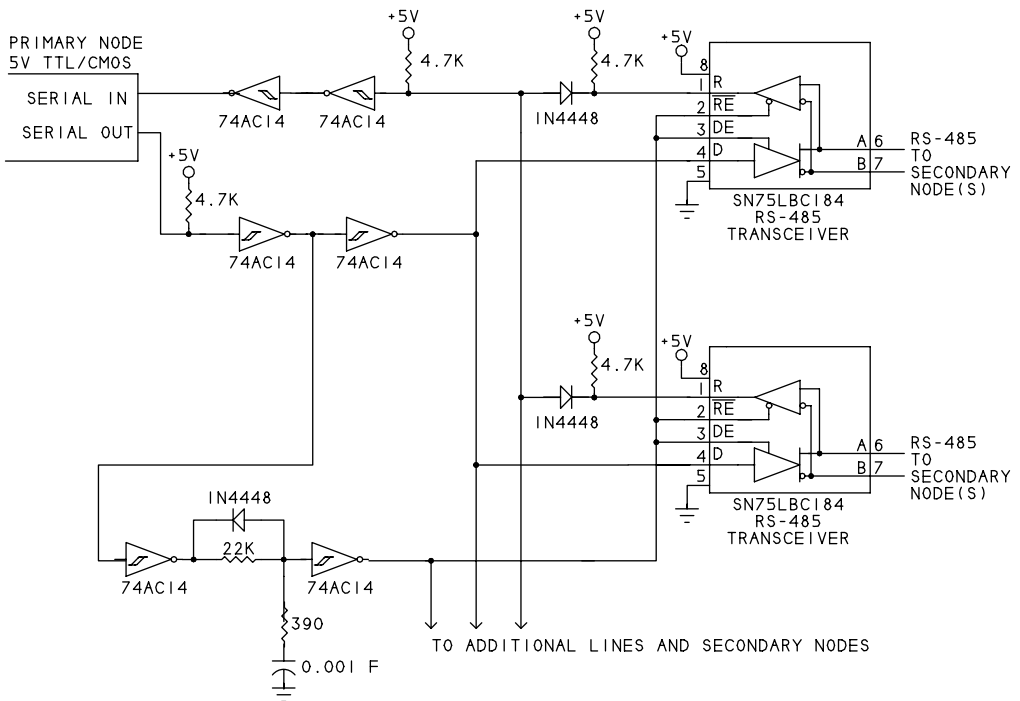 PRIMARY NODE
5V TTL/CMOS
SERIAL IN
SERIAL OUT
74AC14
74AC14
+5V
4.7K
+5V
4.7K
1N4448
+5V
8
1
R
2
RE
3
DE
4
D
5
A 6
B 7
RS-485
TO
SECONDARY
NODE(S)
SN75LBC184
RS-485
TRANSCEIVER
+5V
4.7K
74AC14
74AC14
+5V
4.7K
1N4448
+5V
8
1
R
2
RE
3
DE
4
D
5
A 6
B 7
RS-485
TO
SECONDARY
NODE(S)
SN75LBC184
RS-485
TRANSCEIVER
1N4448
22K
74AC14
74AC14
390
0.001 F
TO ADDITIONAL LINES AND SECONDARY NODES